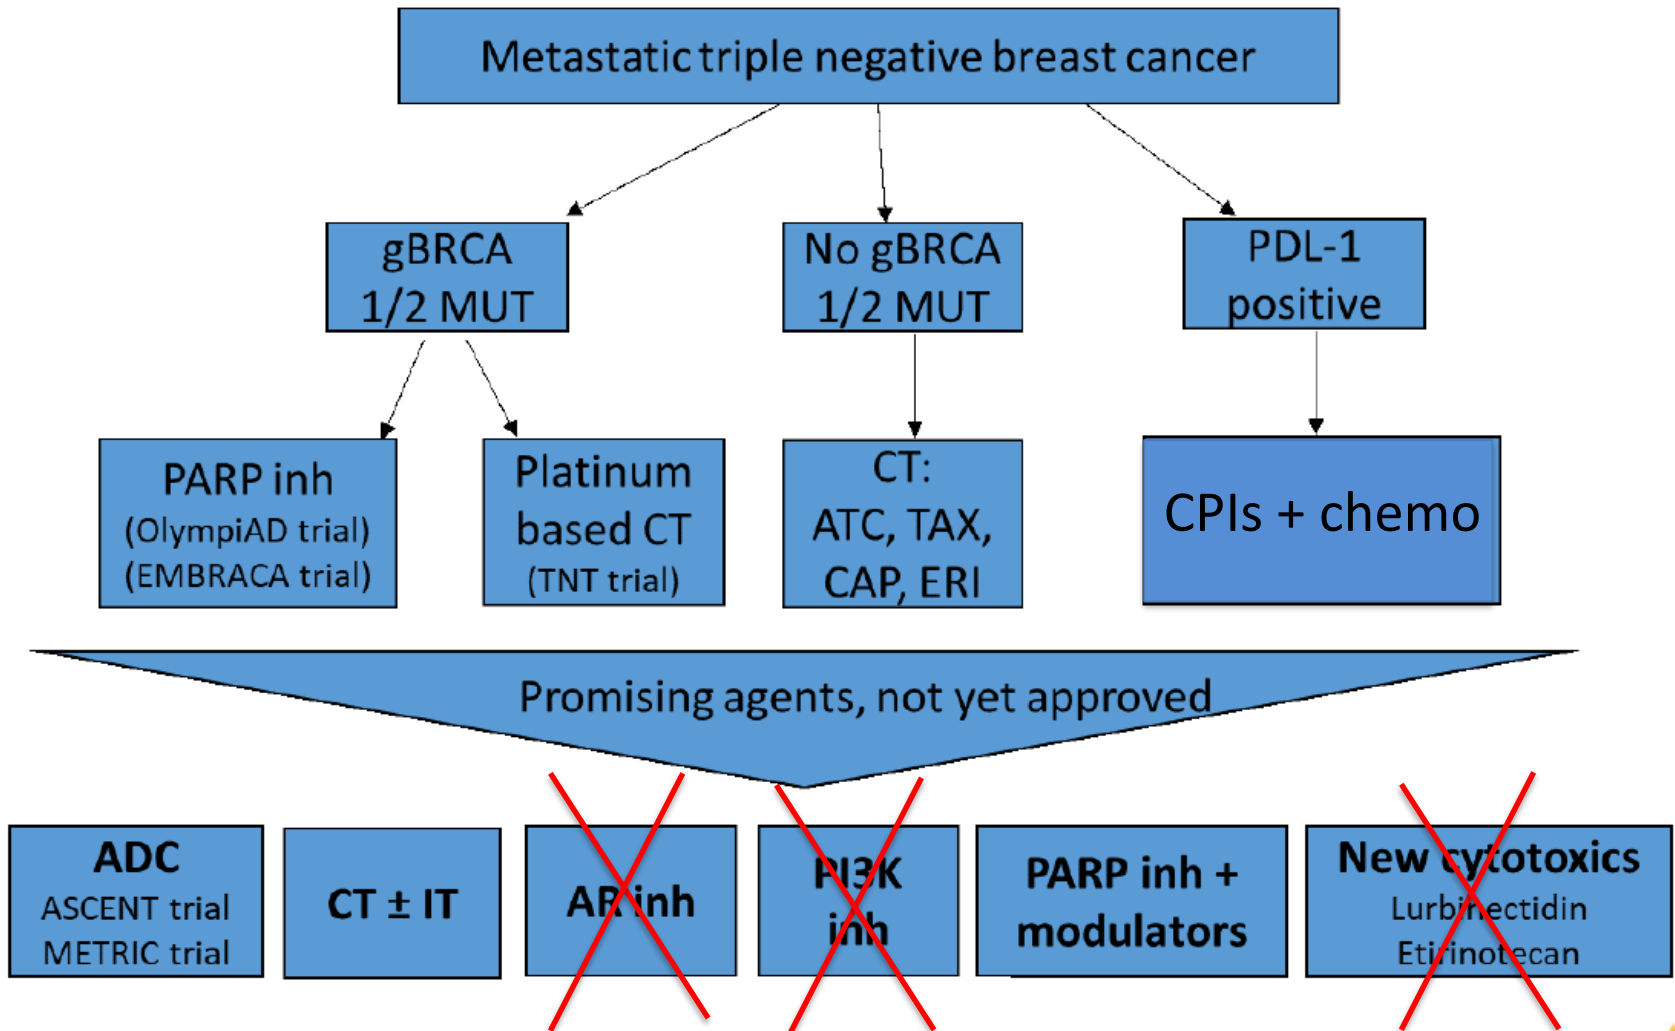 Metastatic triple negative breast cancer
gBRCA
1/2 MUT
No gBRCA
1/2 MUT
PDL-1
positive
PARP inh
(OlympiAD trial)
(EMBRACA trial)
Platinum
based CT
(TNT trial)
CT:
ATC, TAX,
CAP, ERI
CPIs + chemo
Promising agents, not yet approved
ADC
ASCENT trial
METRIC trial
CT ± IT
AR inh
PI3K
inh
PARP inh +
modulators
New cytotoxics
Lurbinectidin
Etirinotecan